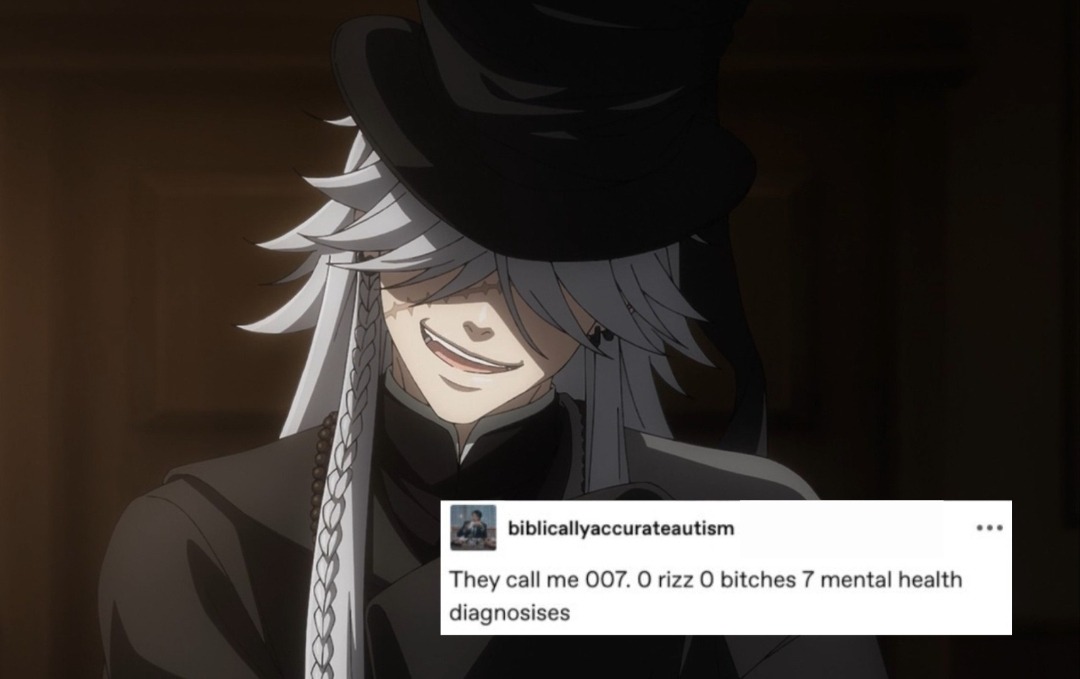 biblicallyaccurateautism
They call me 007. 0 rizz 0 bitches 7 mental health
diagnosises